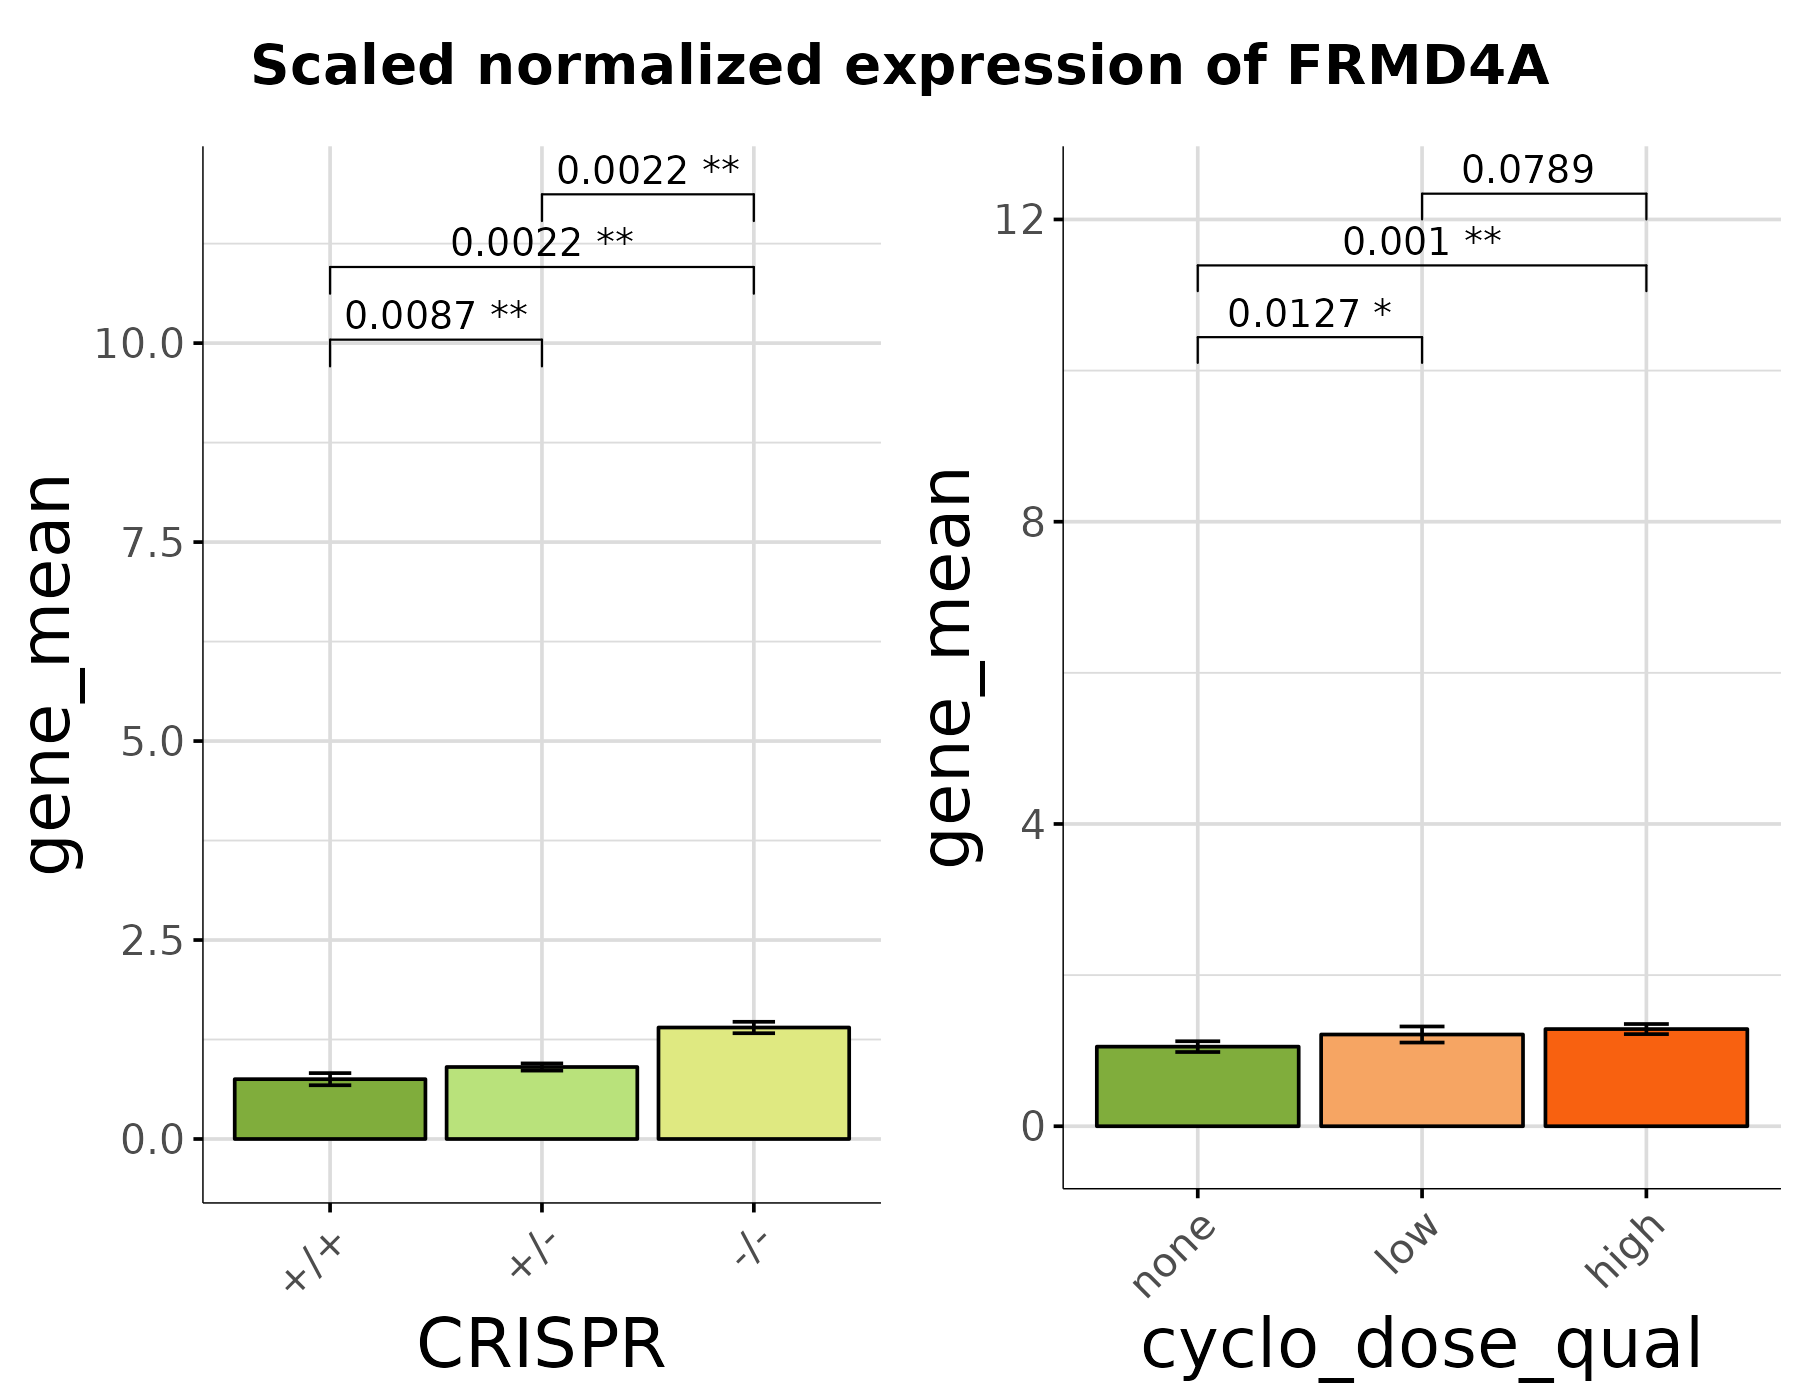 Scaled normalized expression of FRMD4A
gene_mean
10.0
7.5
5.0
2.5
0.0
0.0022 **
0.0022 **
0.0087 **
+/+
+/-
-/-
CRISPR
gene_mean
12
8
4
0
0.0789
0.001 **
0.0127 *
none
low
high
cyclo_dose_qual